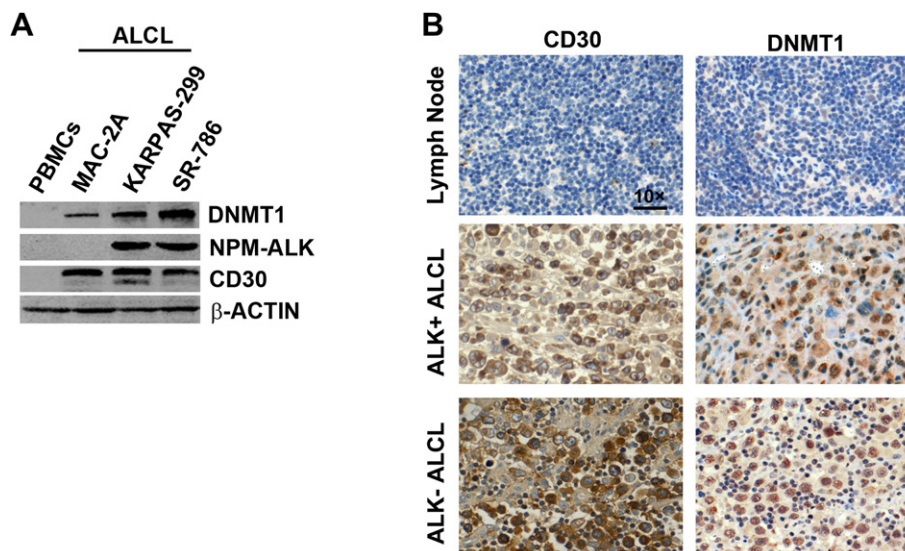 A
ALCL
PBMCs
MAC-2A
KARPAS-299
SR-786
DNMT1
NPM-ALK
CD30
β-ACTIN
B
CD30
DNMT1
Lymph Node
10×
ALK+ ALCL
ALK- ALCL